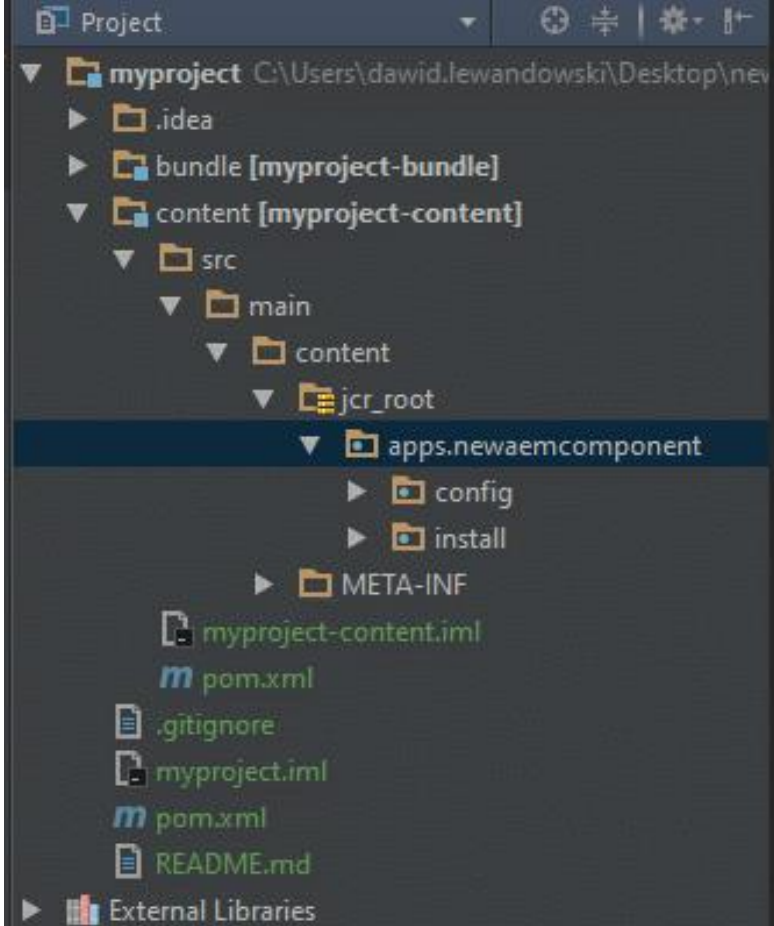 Project
myproject C:\Users\dawid.lewandowski\Desktop\new
.idea
bundle [myproject-bundle]
content [myproject-content]
src
main
content
jcr_root
apps.newaemcomponent
config
install
META-INF
myproject-content.iml
pom.xml
.gitignore
myproject.iml
pom.xml
README.md
External Libraries